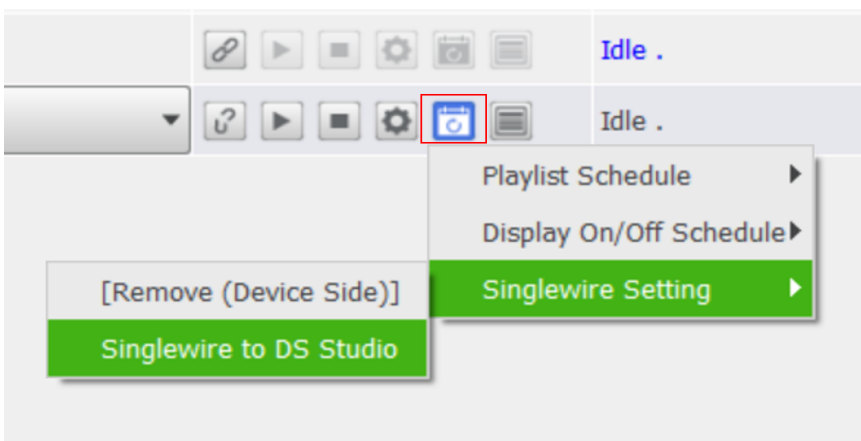 Idle .
Idle .
Playlist Schedule
Display On/Off Schedule
[Remove (Device Side)]
Singlewire Setting
Singlewire to DS Studio